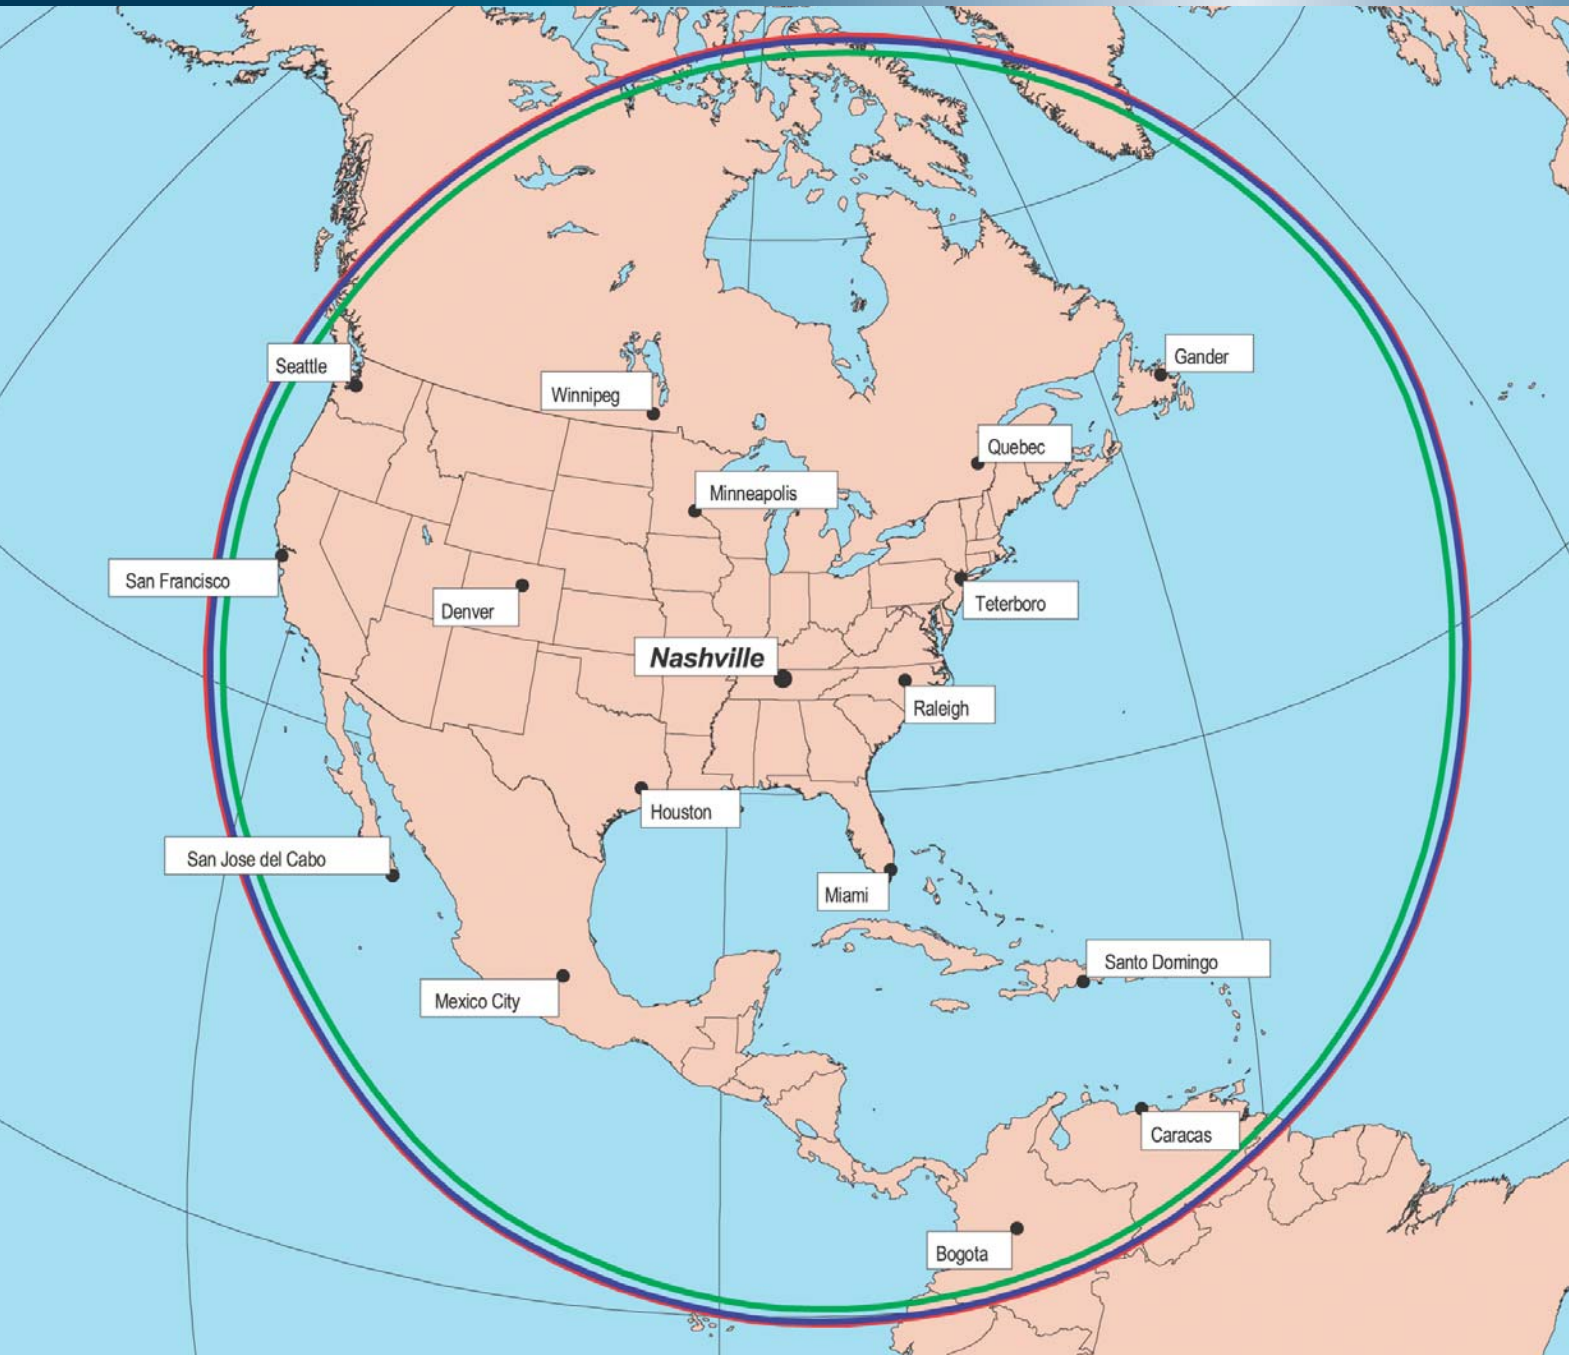 Seattle
Gander
Winnipeg
Quebec
Minneapolis
San Francisco
Denver
Teterboro
Nashville
Raleigh
Houston
San Jose del Cabo
Miami
Santo Domingo
Mexico City
Caracas
Bogota